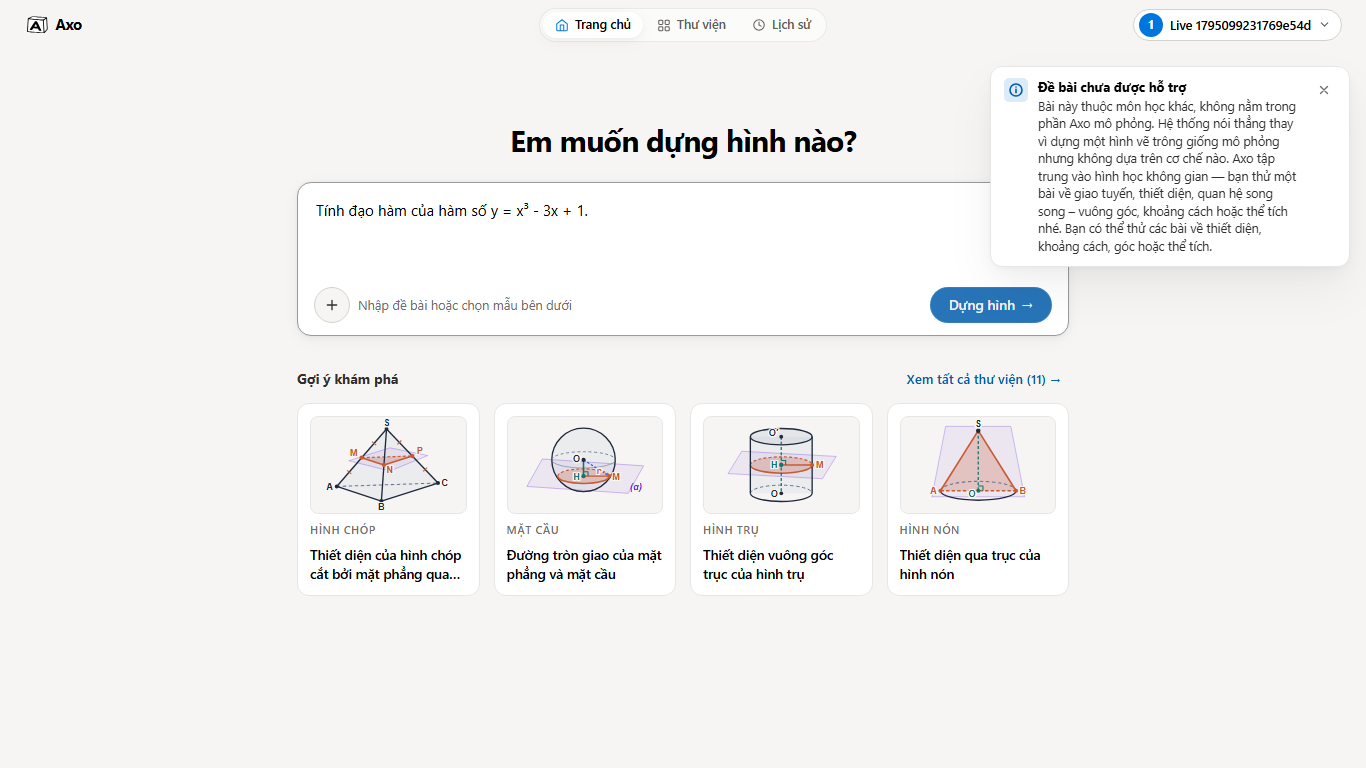 Axo
Trang chủ
Thư viện
Lịch sử
1
Live 1795099231769e54d
Đề bài chưa được hỗ trợ
Bài này thuộc môn học khác, không nằm trong
phần Axo mô phỏng. Hệ thống nói thẳng thay
vì dựng một hình vẽ trông giống mô phỏng
nhưng không dựa trên cơ chế nào. Axo tập
trung vào hình học không gian — bạn thử một
bài về giao tuyến, thiết diện, quan hệ song
song – vuông góc, khoảng cách hoặc thể tích
nhé. Bạn có thể thử các bài về thiết diện,
khoảng cách, góc hoặc thể tích.
Em muốn dựng hình nào?
Tính đạo hàm của hàm số y = x³ - 3x + 1.
Nhập đề bài hoặc chọn mẫu bên dưới
Dựng hình →
Gợi ý khám phá
Xem tất cả thư viện (11) →
S
M
P
N
A
C
B
HÌNH CHÓP
Thiết diện của hình chóp
cắt bởi mặt phẳng qua...
O
r
H
M
(α)
MẶT CẦU
Đường tròn giao của mặt
phẳng và mặt cầu
O'
H
M
O
HÌNH TRỤ
Thiết diện vuông góc
trục của hình trụ
S
A
O
B
HÌNH NÓN
Thiết diện qua trục của
hình nón